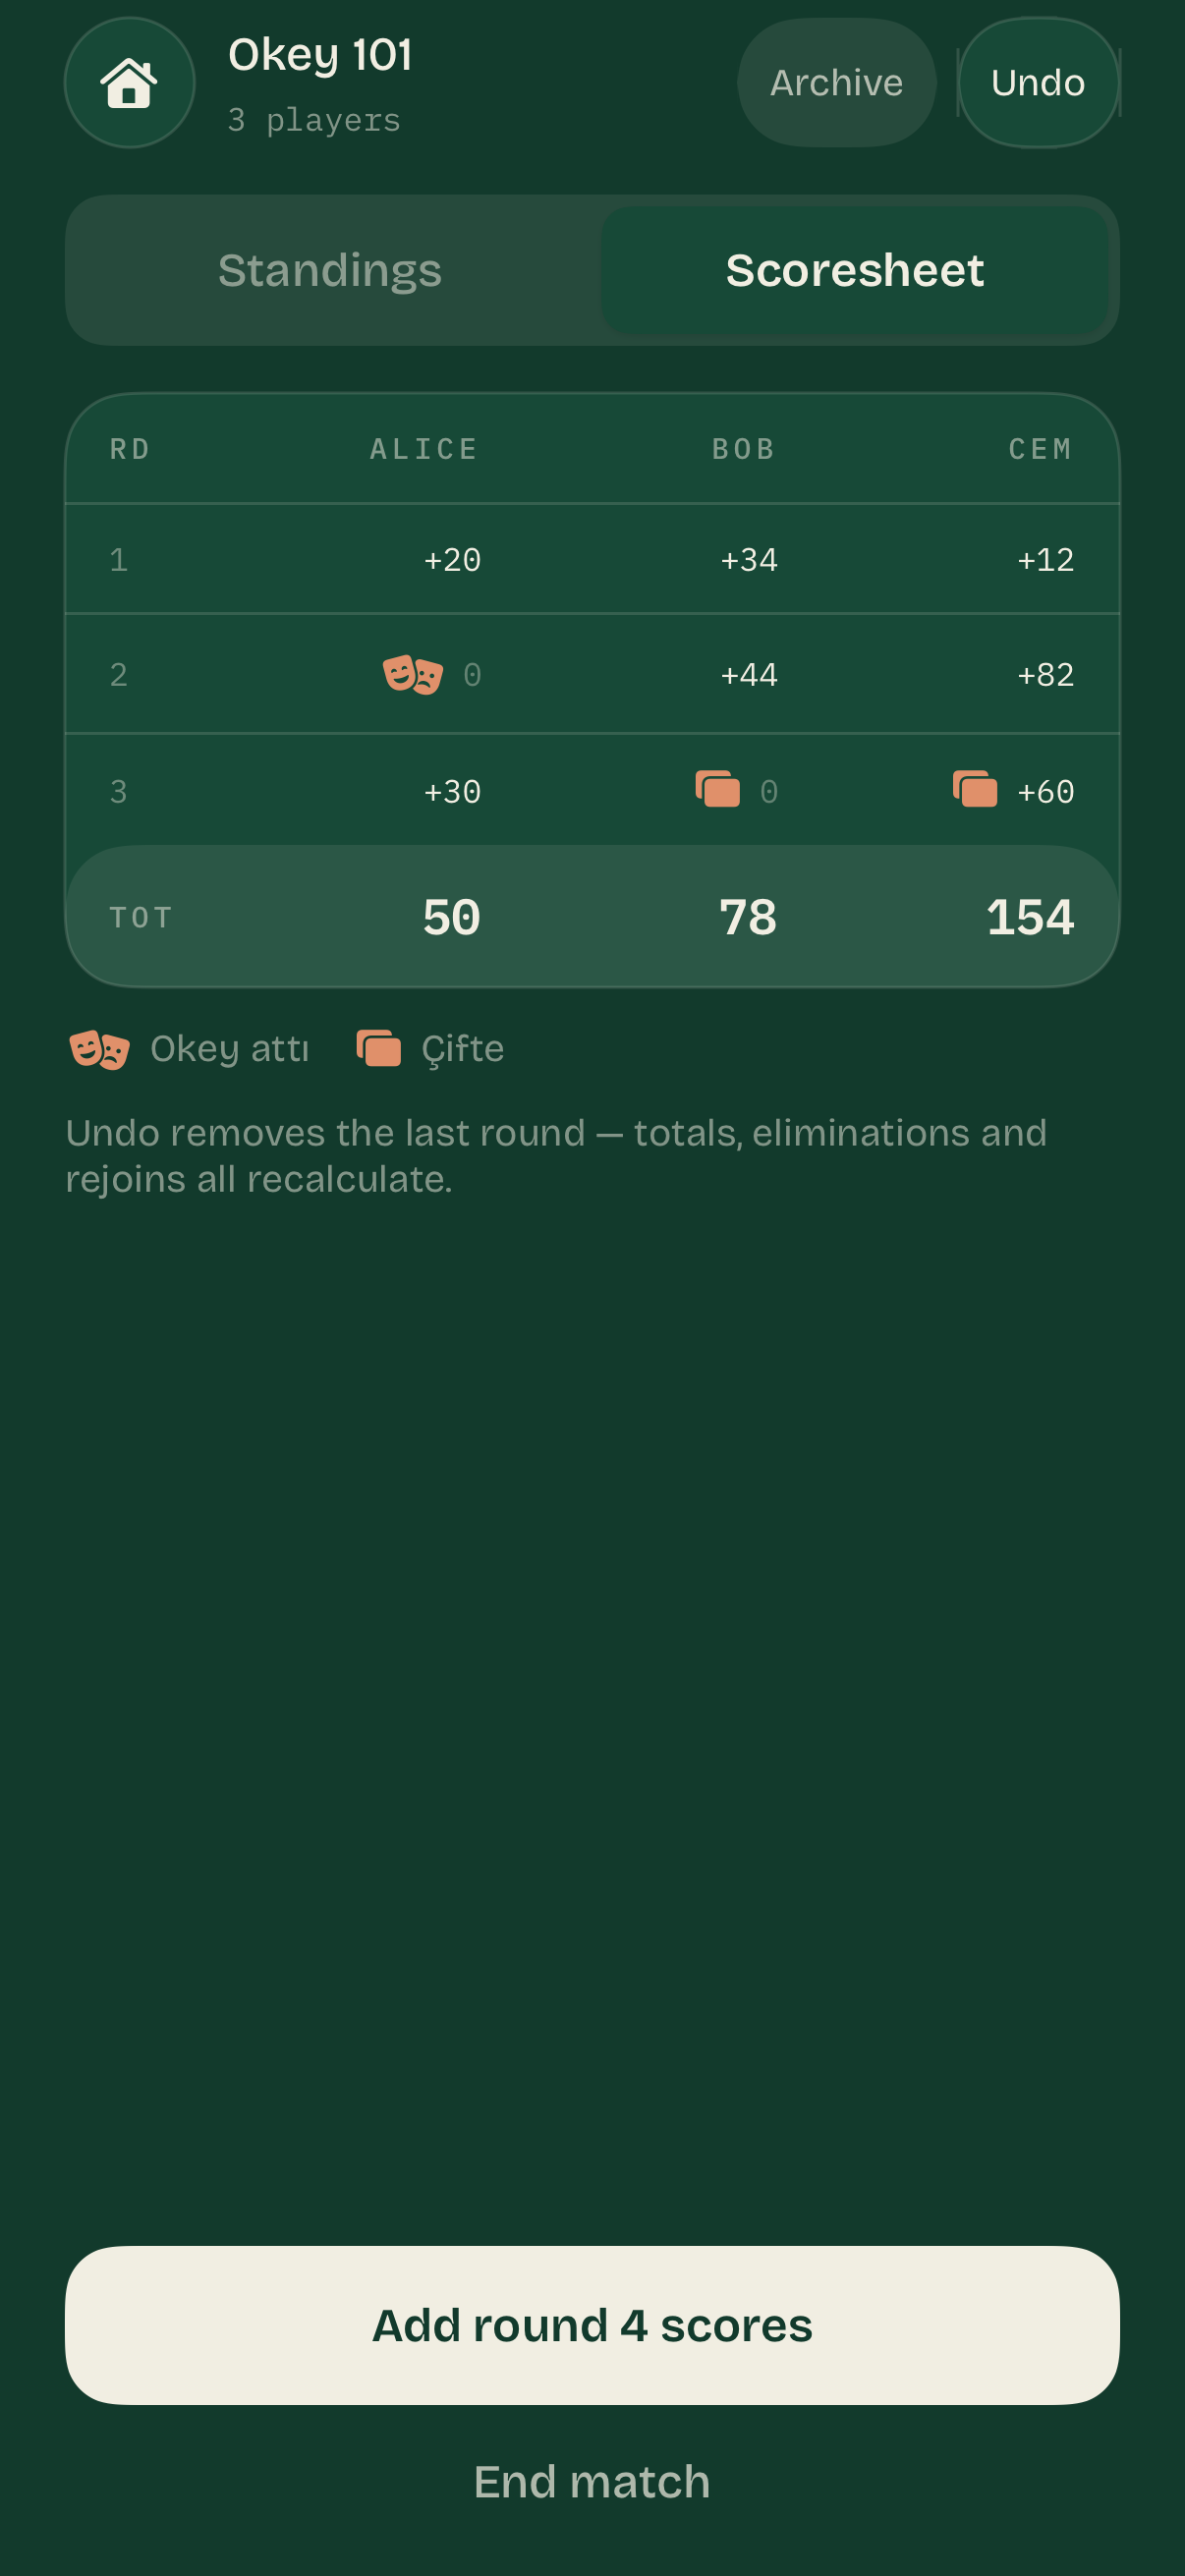 Okey 101
3 players
Archive
Undo
Standings
Scoresheet
RD ALICE BOB CEM
1 +20 +34 +12
2 0 +44 +82
3 +30 0 +60
TOT 50 78 154
Okey attı Çifte
Undo removes the last round — totals, eliminations and
rejoins all recalculate.
Add round 4 scores
End match